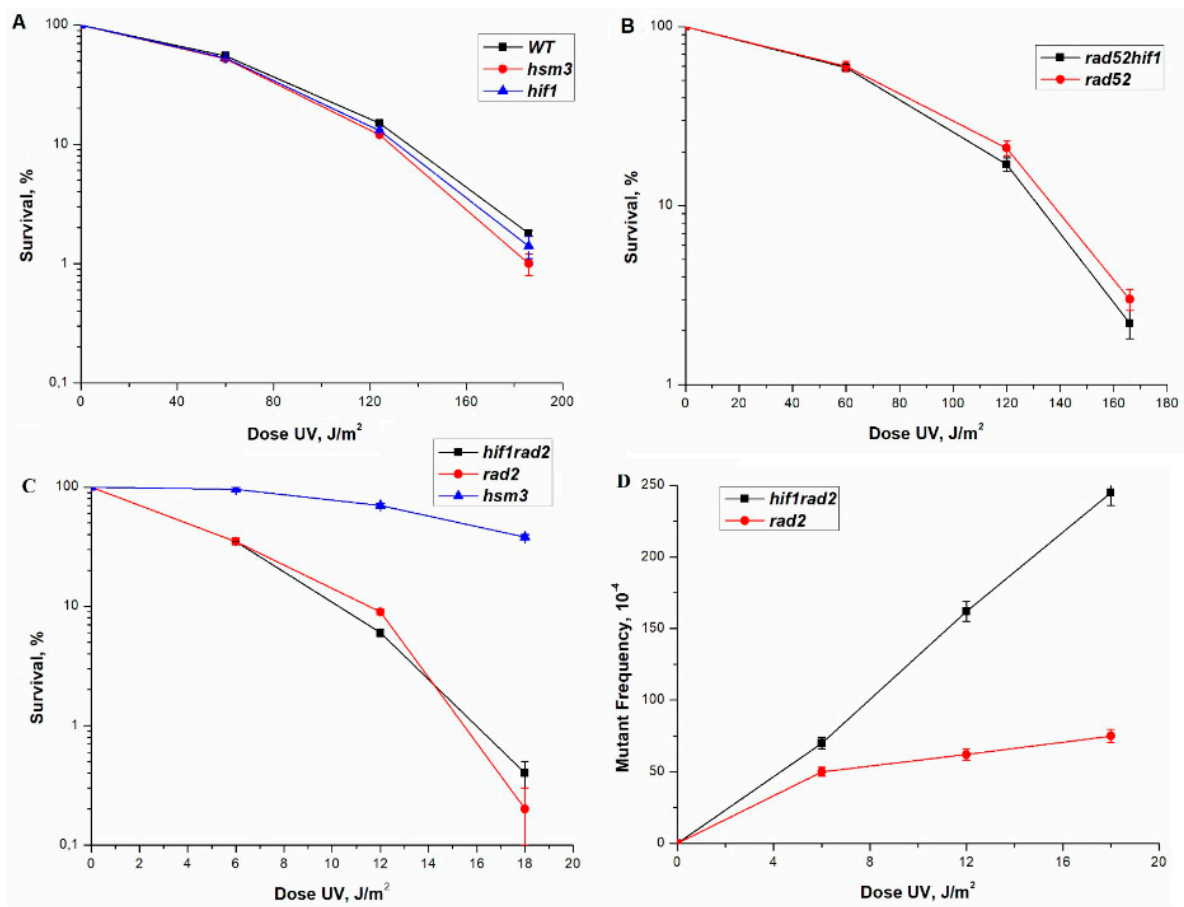 A
100
10
1
0,1
Survival, %
0 40 80 120 160 200
Dose UV, J/m²
WT
hsm3
hif1
B
100
10
1
Survival, %
0 20 40 60 80 100 120 140 160 180
Dose UV, J/m²
rad52hif1
rad52
C
100
10
1
0,1
Survival, %
0 2 4 6 8 10 12 14 16 18 20
Dose UV, J/m²
hif1rad2
rad2
hsm3
D
250
200
150
100
50
0
Mutant Frequency, 10⁻⁴
0 4 8 12 16 20
Dose UV, J/m²
hif1rad2
rad2